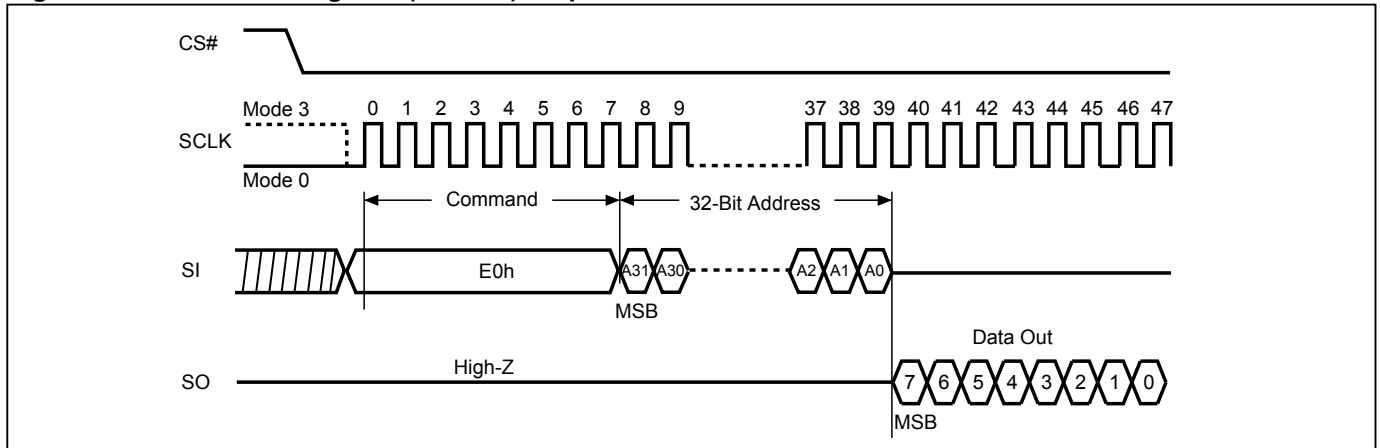 CS#
Mode 3
0 1 2 3 4 5 6 7 8 9 37 38 39 40 41 42 43 44 45 46 47
SCLK
Mode 0
Command
32-Bit Address
SI
E0h
A31 A30 A2 A1 A0
MSB
Data Out
High-Z
SO
7 6 5 4 3 2 1 0
MSB